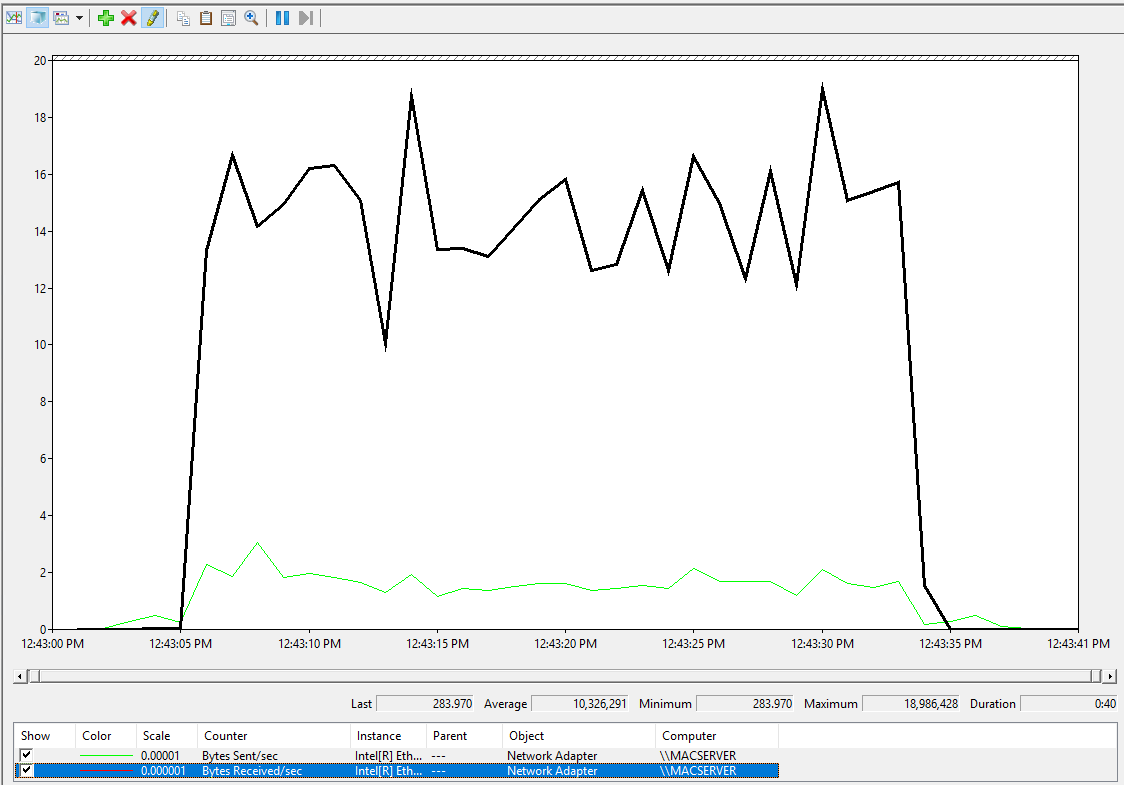 20
18
16
14
12
10
8
6
4
2
0
12:43:00 PM 12:43:05 PM 12:43:10 PM 12:43:15 PM 12:43:20 PM 12:43:25 PM 12:43:30 PM 12:43:35 PM 12:43:41 PM
Last 283.970 Average 10,326,291 Minimum 283.970 Maximum 18,986,428 Duration 0:40
Show Color Scale Counter Instance Parent Object Computer
0.00001 Bytes Sent/sec Intel[R] Eth... --- Network Adapter \\MACSERVER
0.000001 Bytes Received/sec Intel[R] Eth... --- Network Adapter \\MACSERVER